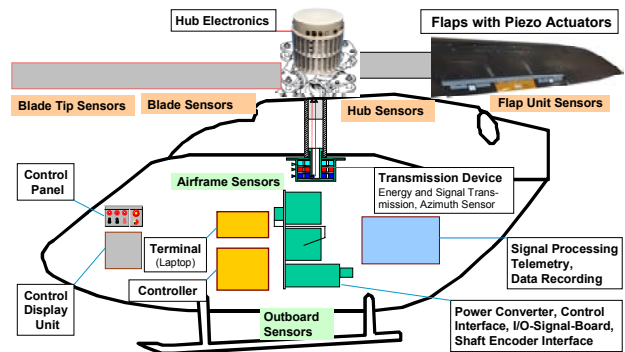 Hub Electronics
Flaps with Piezo Actuators
Blade Tip Sensors
Blade Sensors
Hub Sensors
Flap Unit Sensors
Control
Panel
Airframe Sensors
Transmission Device
Energy and Signal Trans-
mission, Azimuth Sensor
Terminal
(Laptop)
Signal Processing
Telemetry,
Data Recording
Controller
Control
Display
Unit
Outboard
Sensors
Power Converter, Control
Interface, I/O-Signal-Board,
Shaft Encoder Interface